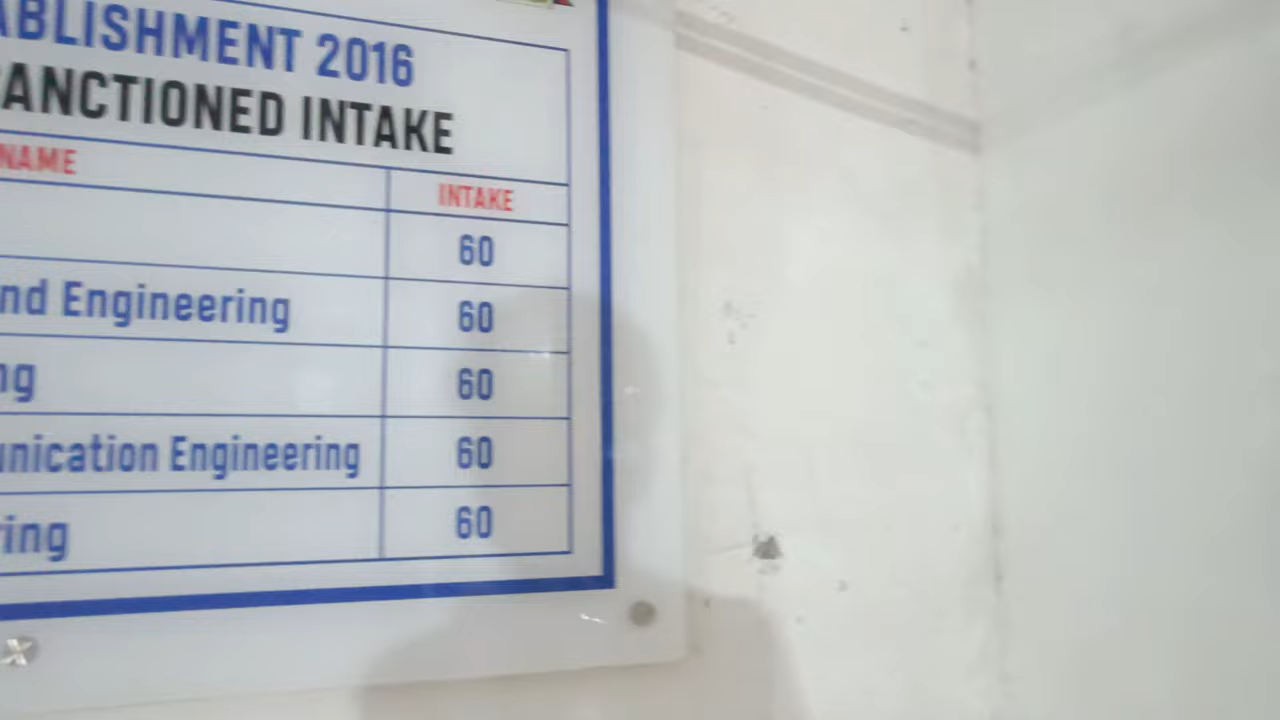 ABLISHMENT 2016
ANCTIONED INTAKE
NAME INTAKE
60
nd Engineering 60
ng 60
unication Engineering 60
ring 60